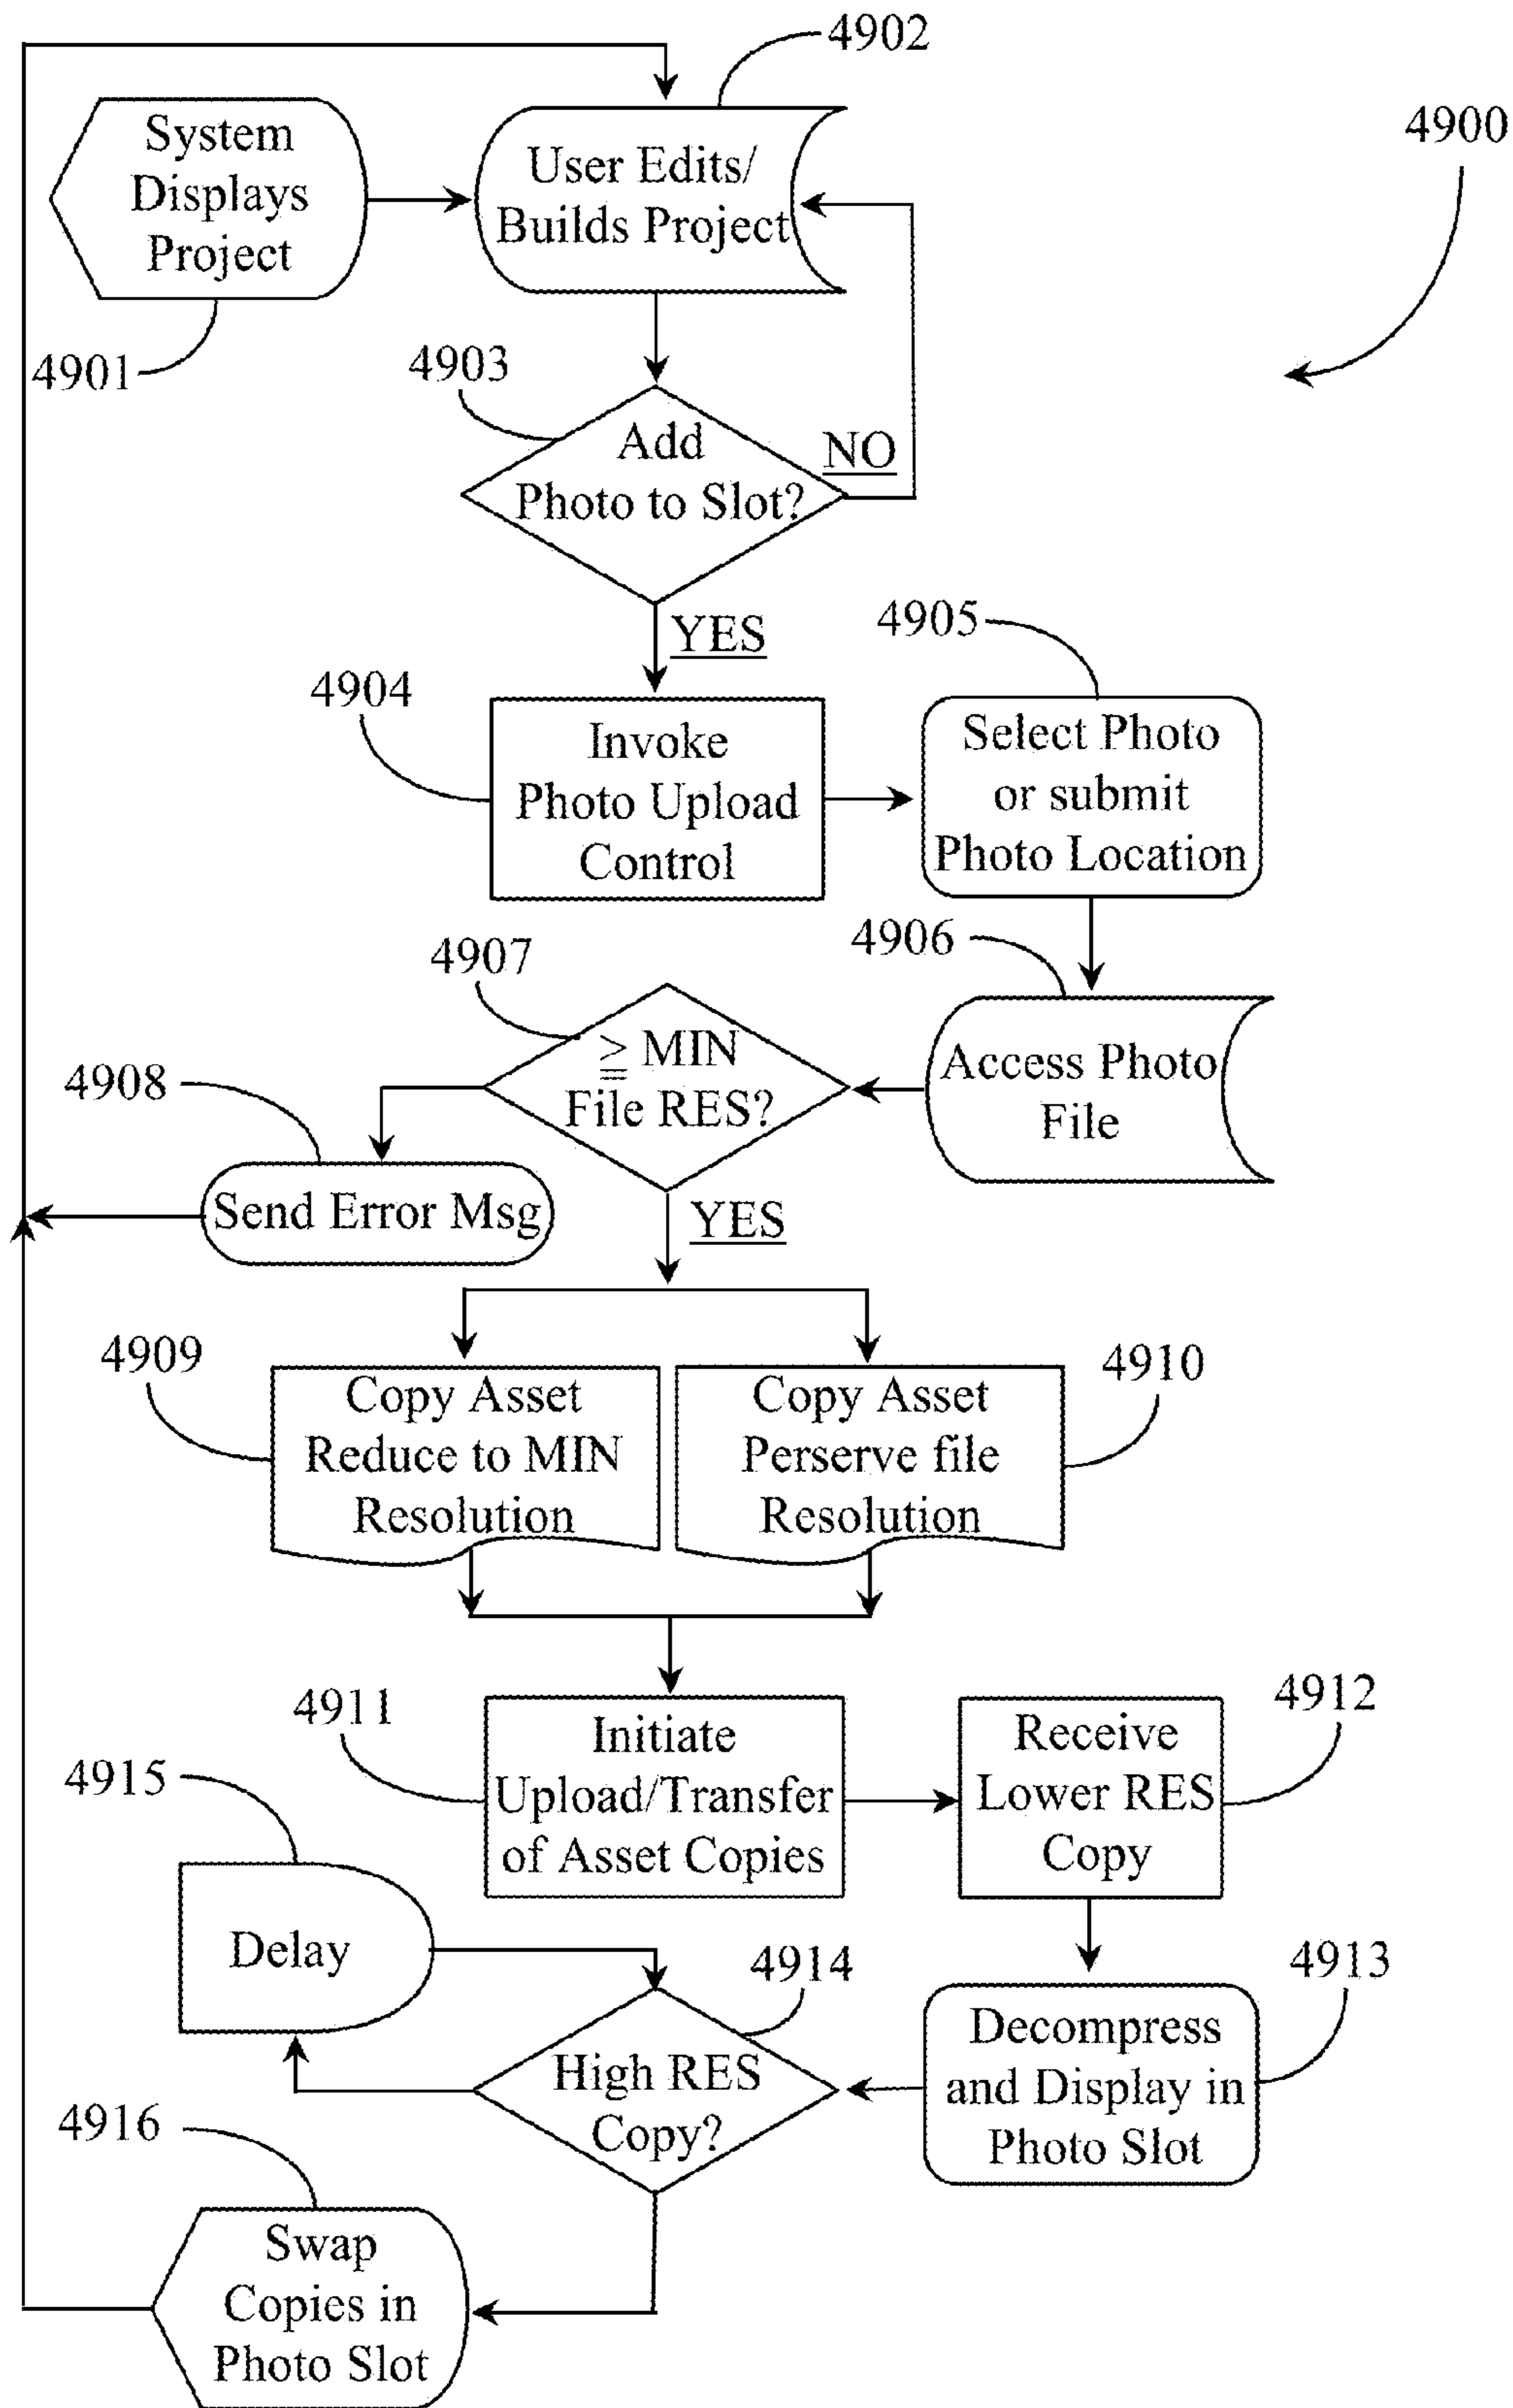 4902
4900
System
Displays
Project
User Edits/
Builds Project
4901
4903
Add
Photo to Slot?
NO
YES
4905
4904
Invoke
Photo Upload
Control
Select Photo
or submit
Photo Location
4906
4907
≧ MIN
File RES?
Access Photo
File
4908
Send Error Msg
YES
4909
4910
Copy Asset
Reduce to MIN
Resolution
Copy Asset
Perserve file
Resolution
4911
4912
Initiate
Upload/Transfer
of Asset Copies
Receive
Lower RES
Copy
4915
Delay
4914
4913
High RES
Copy?
Decompress
and Display in
Photo Slot
4916
Swap
Copies in
Photo Slot